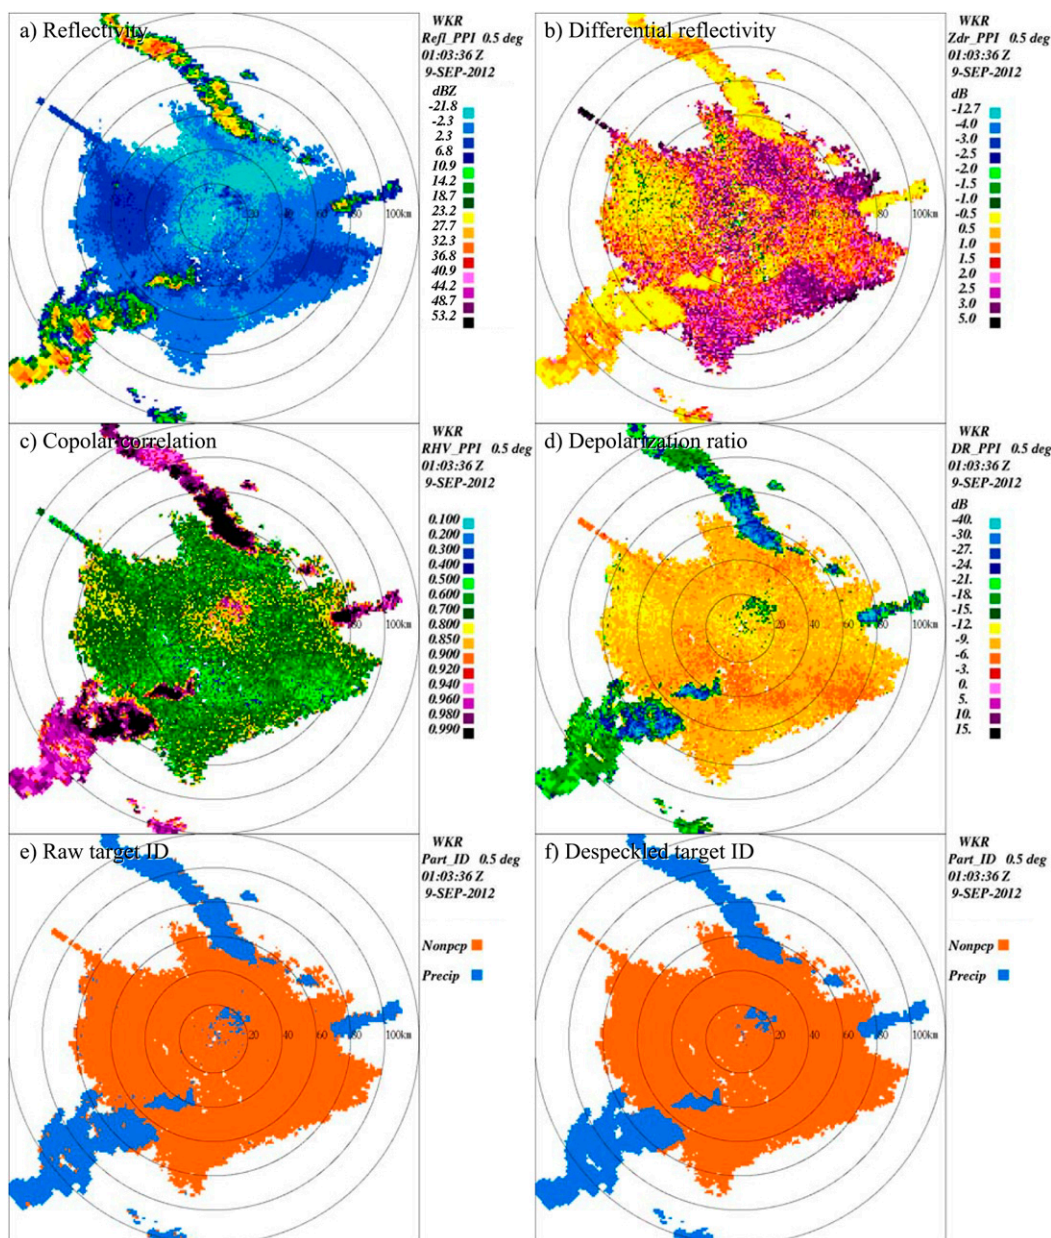 a) Reflectivity
WKR
Refl_PPI 0.5 deg
01:03:36 Z
9-SEP-2012
dBZ
-21.8
-2.3
2.3
6.8
10.9
14.2
18.7
23.2
27.7
32.3
36.8
40.9
44.2
48.7
53.2
20 40 60 80 100km
b) Differential reflectivity
WKR
Zdr_PPI 0.5 deg
01:03:36 Z
9-SEP-2012
dB
-12.7
-4.0
-3.0
-2.5
-2.0
-1.5
-1.0
-0.5
0.5
1.0
1.5
2.0
2.5
3.0
5.0
c) Copolar correlation
WKR
RHV_PPI 0.5 deg
01:03:36 Z
9-SEP-2012
0.100
0.200
0.300
0.400
0.500
0.600
0.700
0.800
0.850
0.900
0.920
0.940
0.960
0.980
0.990
100km
d) Depolarization ratio
WKR
DR_PPI 0.5 deg
01:03:36 Z
9-SEP-2012
dB
-40.
-30.
-27.
-24.
-21.
-18.
-15.
-12.
-9.
-6.
-3.
0.
5.
10.
15.
20 40 60 80 100km
e) Raw target ID
WKR
Part_ID 0.5 deg
01:03:36 Z
9-SEP-2012
Nonpcp
Precip
20 40 60 80 100km
f) Despeckled target ID
WKR
Part_ID 0.5 deg
01:03:36 Z
9-SEP-2012
Nonpcp
Precip
20 40 60 80 100km